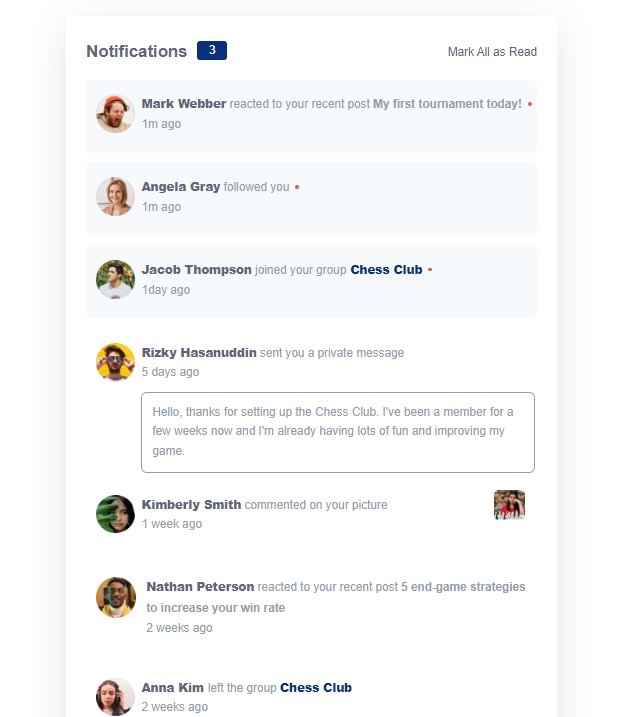 Notifications 3 Mark All as Read
Mark Webber reacted to your recent post My first tournament today!
1m ago
Angela Gray followed you
1m ago
Jacob Thompson joined your group Chess Club
1day ago
Rizky Hasanuddin sent you a private message
5 days ago
Hello, thanks for setting up the Chess Club. I've been a member for a
few weeks now and I'm already having lots of fun and improving my
game.
Kimberly Smith commented on your picture
1 week ago
Nathan Peterson reacted to your recent post 5 end-game strategies
to increase your win rate
2 weeks ago
Anna Kim left the group Chess Club
2 weeks ago